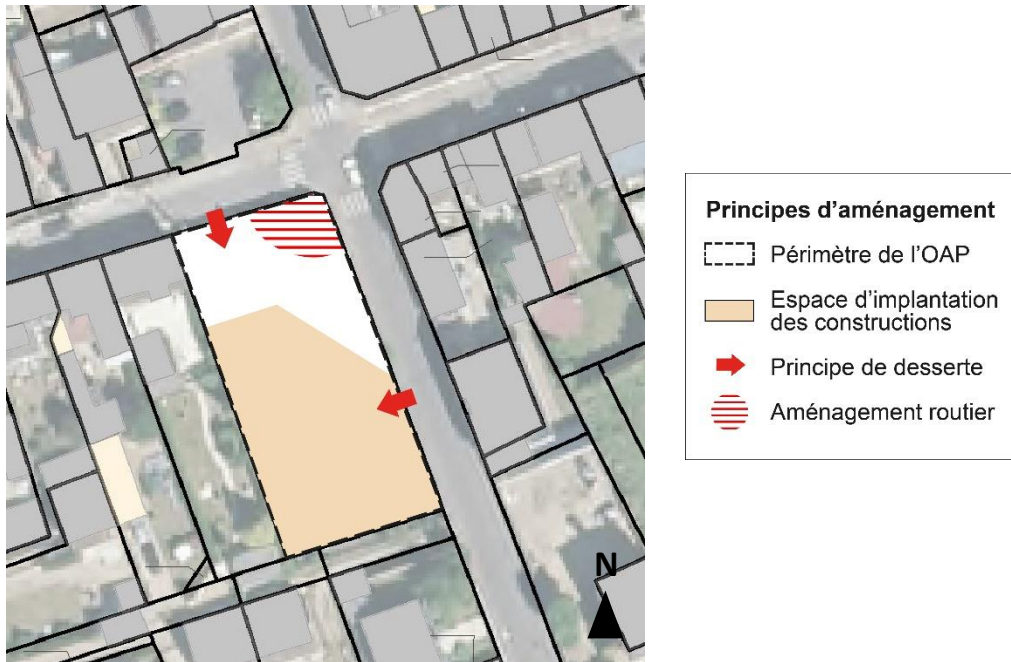 Principes d’aménagement
Périmètre de l’OAP
Espace d’implantation
des constructions
Principe de desserte
Aménagement routier
N